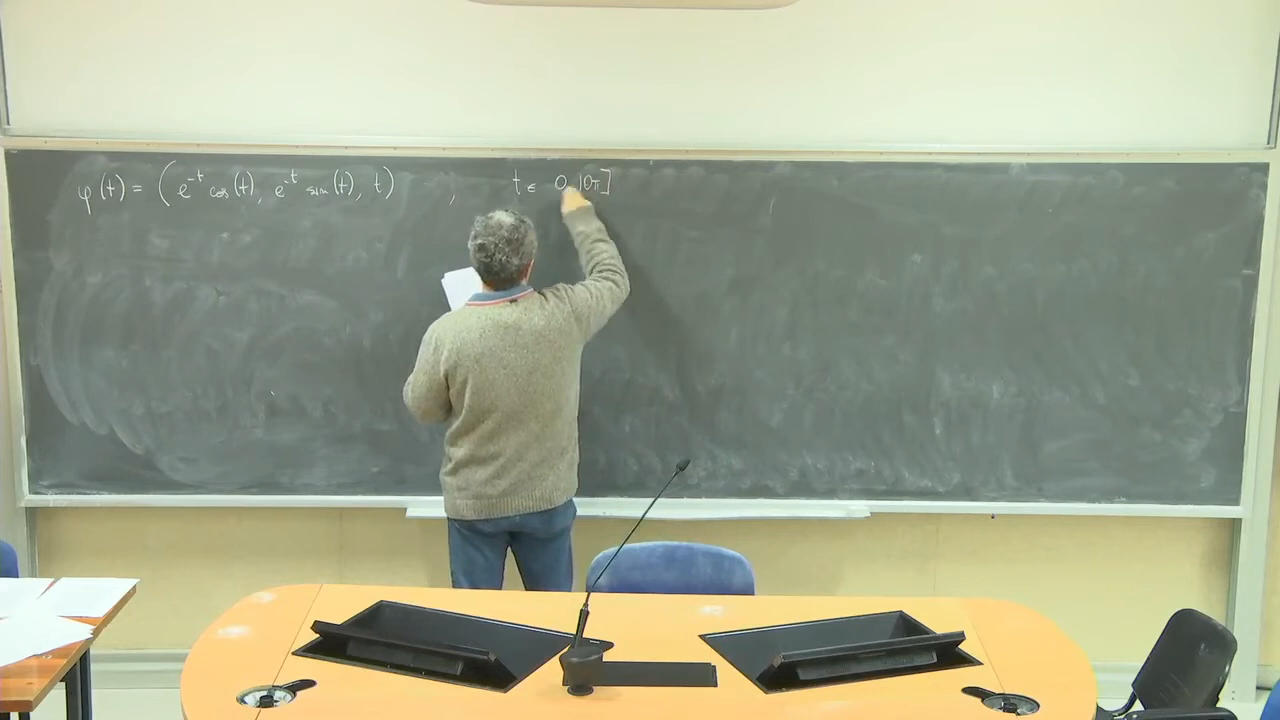 φ(t) = (e^{-t} cos(t), e^{-t} sin(t), t) , t ∈ 0, 10π]